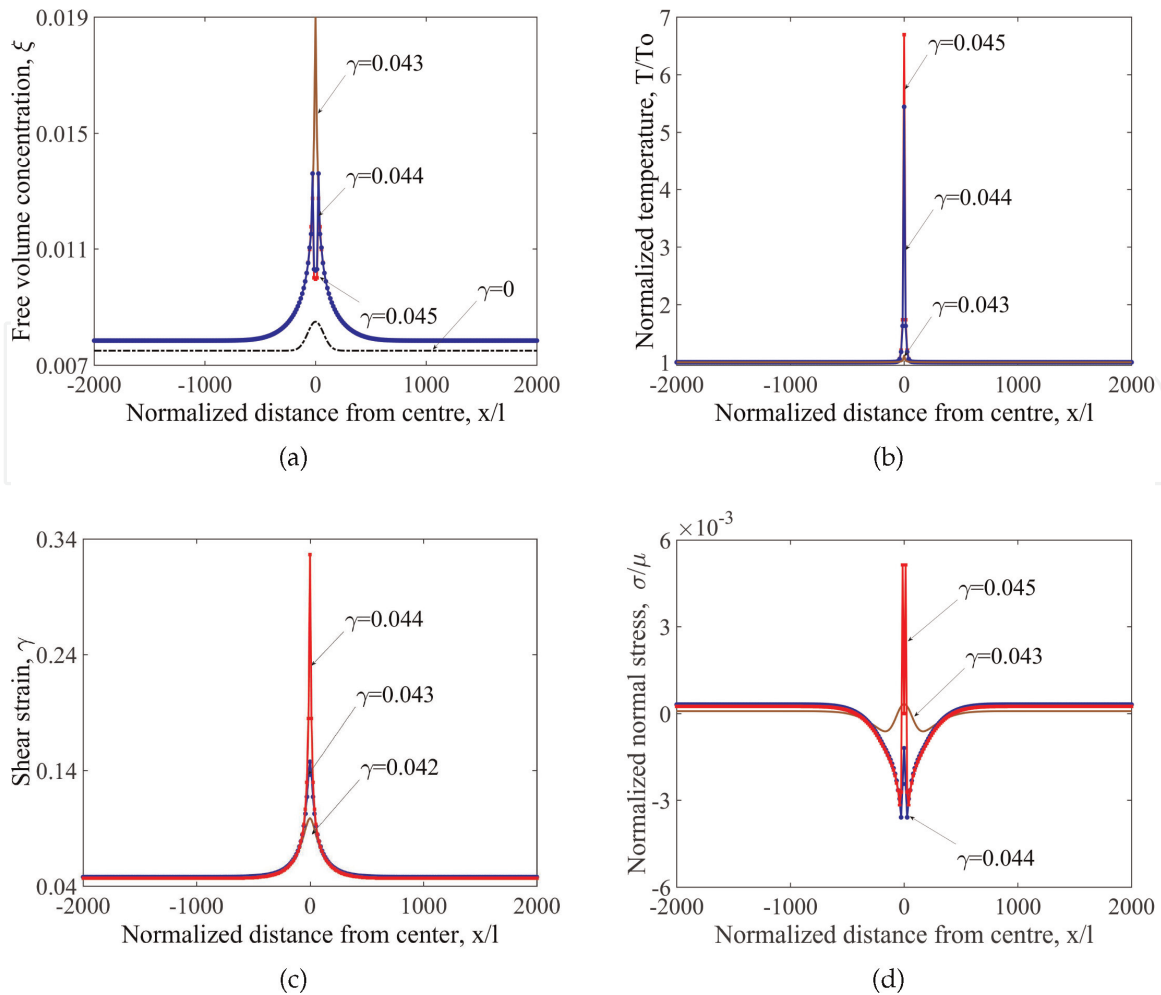 0.019
0.015
0.011
0.007
Free volume concentration, ξ
γ=0.043
γ=0.044
γ=0.045
γ=0
-2000 -1000 0 1000 2000
Normalized distance from centre, x/l
(a)
7
6
5
4
3
2
1
Normalized temperature, T/To
γ=0.045
γ=0.044
γ=0.043
-2000 -1000 0 1000 2000
Normalized distance from centre, x/l
(b)
0.34
0.24
0.14
0.04
Shear strain, γ
γ=0.044
γ=0.043
γ=0.042
-2000 -1000 0 1000 2000
Normalized distance from center, x/l
(c)
×10⁻³
6
3
0
-3
-6
Normalized normal stress, σ/μ
γ=0.045
γ=0.043
γ=0.044
-2000 -1000 0 1000 2000
Normalized distance from centre, x/l
(d)